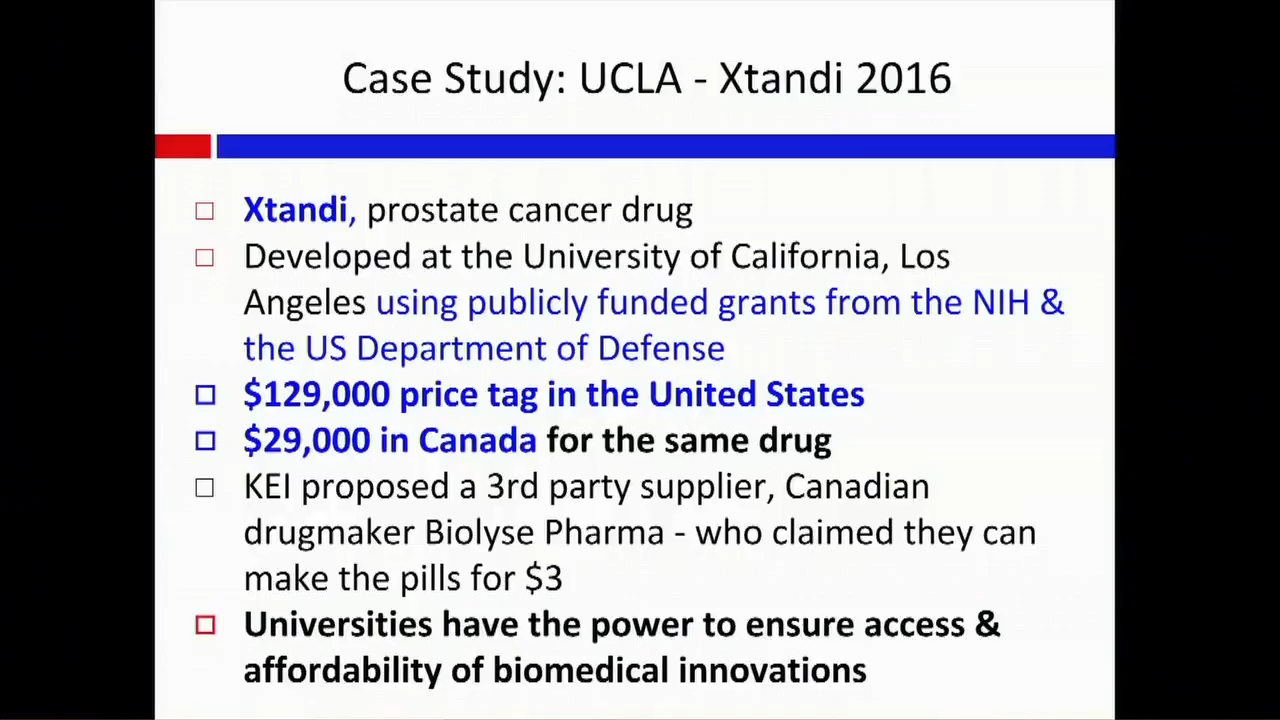 Case Study: UCLA - Xtandi 2016
Xtandi, prostate cancer drug
Developed at the University of California, Los
Angeles using publicly funded grants from the NIH &
the US Department of Defense
$129,000 price tag in the United States
$29,000 in Canada for the same drug
KEI proposed a 3rd party supplier, Canadian
drugmaker Biolyse Pharma - who claimed they can
make the pills for $3
Universities have the power to ensure access &
affordability of biomedical innovations